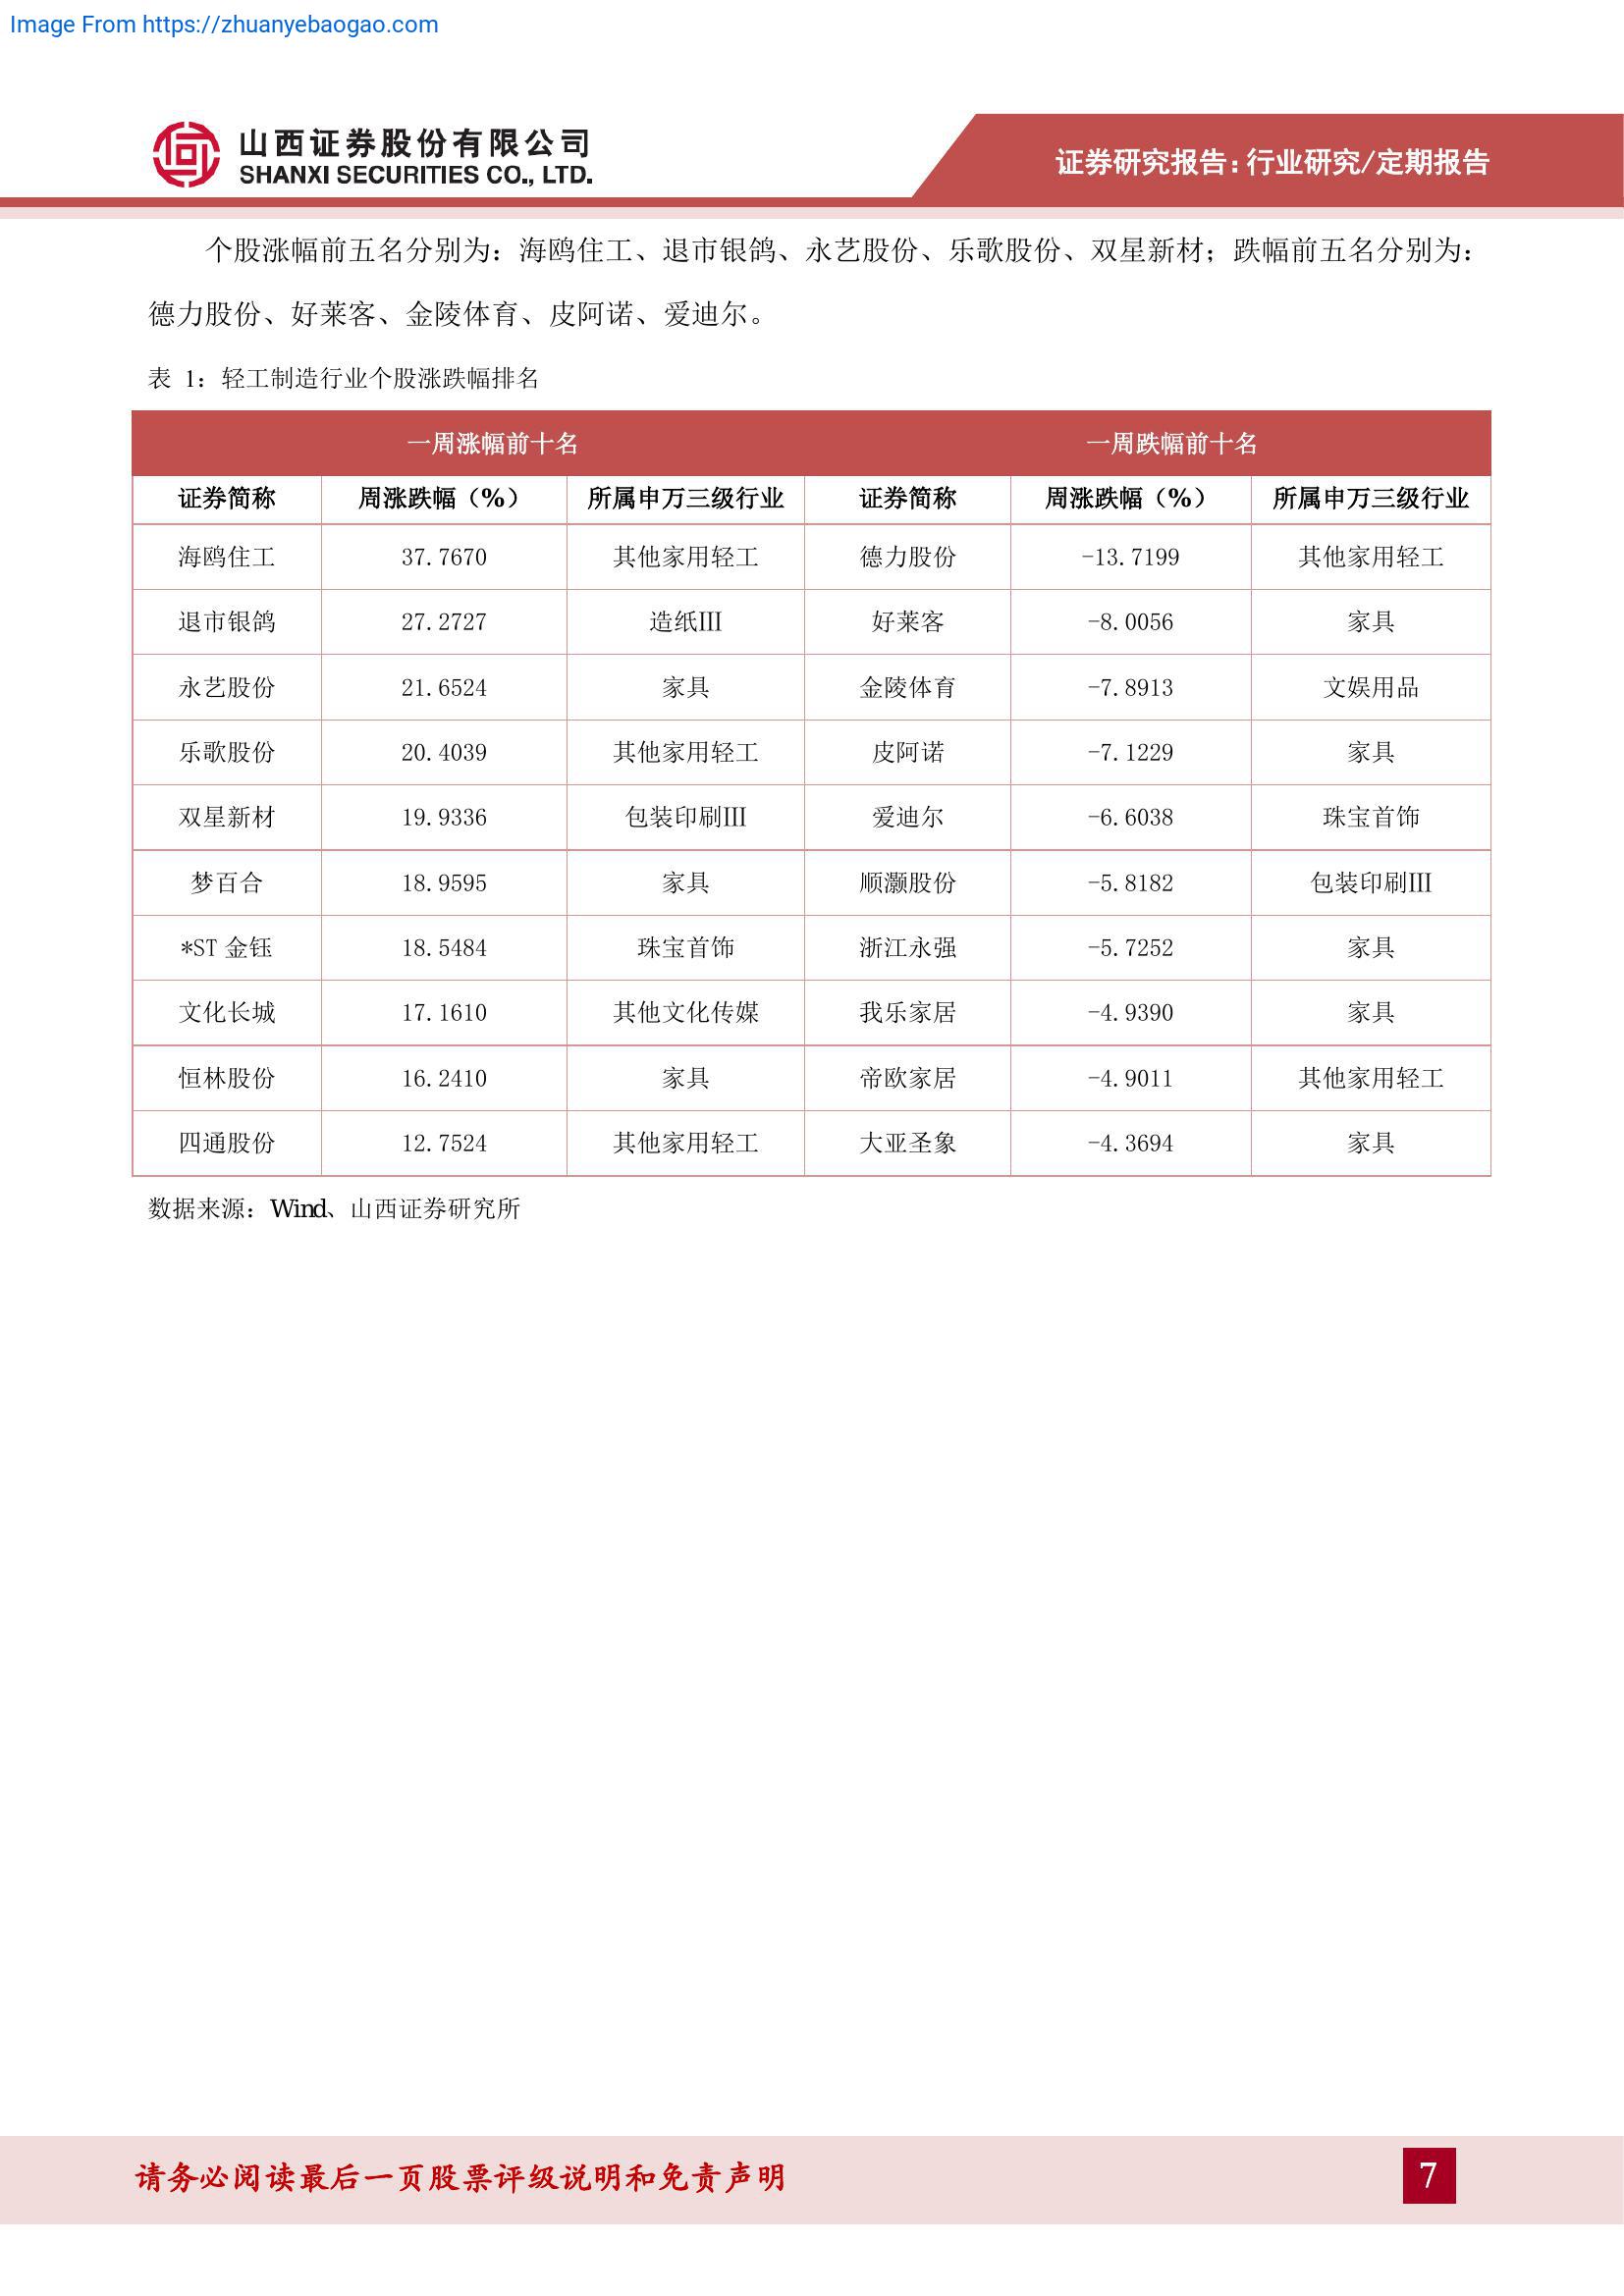 Image From https://zhuanyebaogao.com
山西证券股份有限公司
SHANXI SECURITIES CO., LTD.
证券研究报告：行业研究/定期报告
个股涨幅前五名分别为：海鸥住工、退市银鸽、永艺股份、乐歌股份、双星新材；跌幅前五名分别为：
德力股份、好莱客、金陵体育、皮阿诺、爱迪尔。
表 1：轻工制造行业个股涨跌幅排名
一周涨幅前十名 一周跌幅前十名
证券简称 周涨跌幅（%） 所属申万三级行业 证券简称 周涨跌幅（%） 所属申万三级行业
海鸥住工 37.7670 其他家用轻工 德力股份 -13.7199 其他家用轻工
退市银鸽 27.2727 造纸Ⅲ 好莱客 -8.0056 家具
永艺股份 21.6524 家具 金陵体育 -7.8913 文娱用品
乐歌股份 20.4039 其他家用轻工 皮阿诺 -7.1229 家具
双星新材 19.9336 包装印刷Ⅲ 爱迪尔 -6.6038 珠宝首饰
梦百合 18.9595 家具 顺灏股份 -5.8182 包装印刷Ⅲ
*ST 金钰 18.5484 珠宝首饰 浙江永强 -5.7252 家具
文化长城 17.1610 其他文化传媒 我乐家居 -4.9390 家具
恒林股份 16.2410 家具 帝欧家居 -4.9011 其他家用轻工
四通股份 12.7524 其他家用轻工 大亚圣象 -4.3694 家具
数据来源：Wind、山西证券研究所
请务必阅读最后一页股票评级说明和免责声明
7